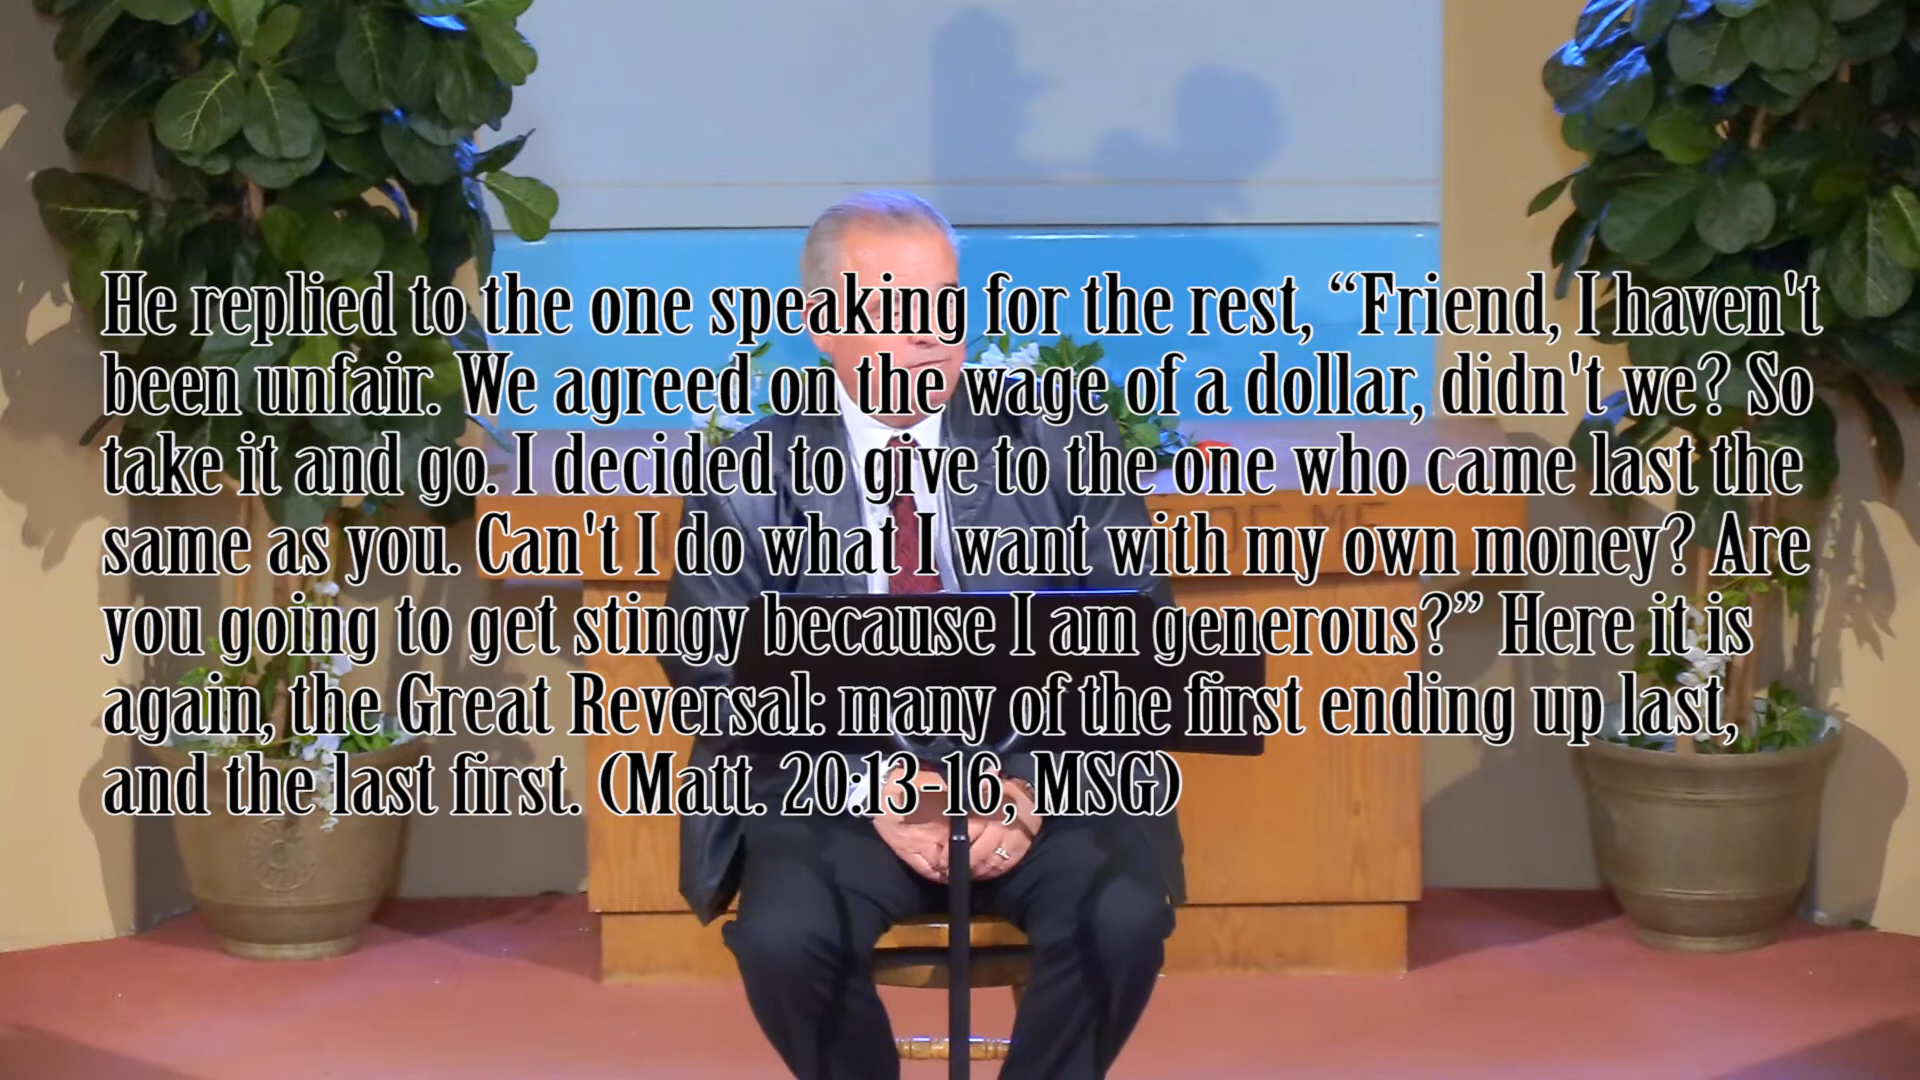 He replied to the one speaking for the rest, “Friend, I haven't
been unfair. We agreed on the wage of a dollar, didn't we? So
take it and go. I decided to give to the one who came last the
same as you. Can't I do what I want with my own money? Are
you going to get stingy because I am generous?” Here it is
again, the Great Reversal: many of the first ending up last,
and the last first. (Matt. 20:13-16, MSG)
OF ME